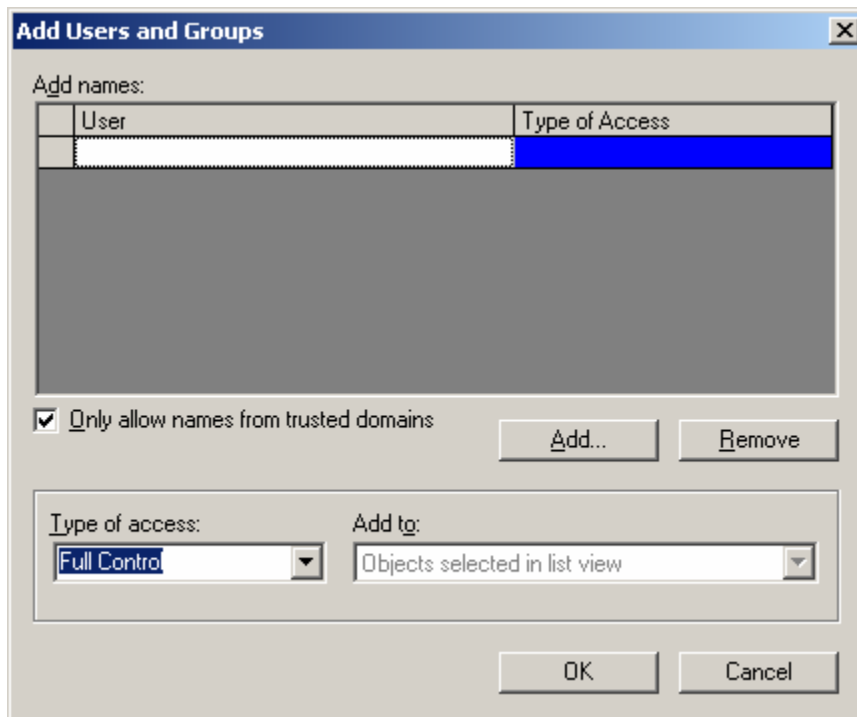 Add Users and Groups
Add names:
User Type of Access
Only allow names from trusted domains
Add... Remove
Type of access: Add to:
Full Control Objects selected in list view
OK Cancel